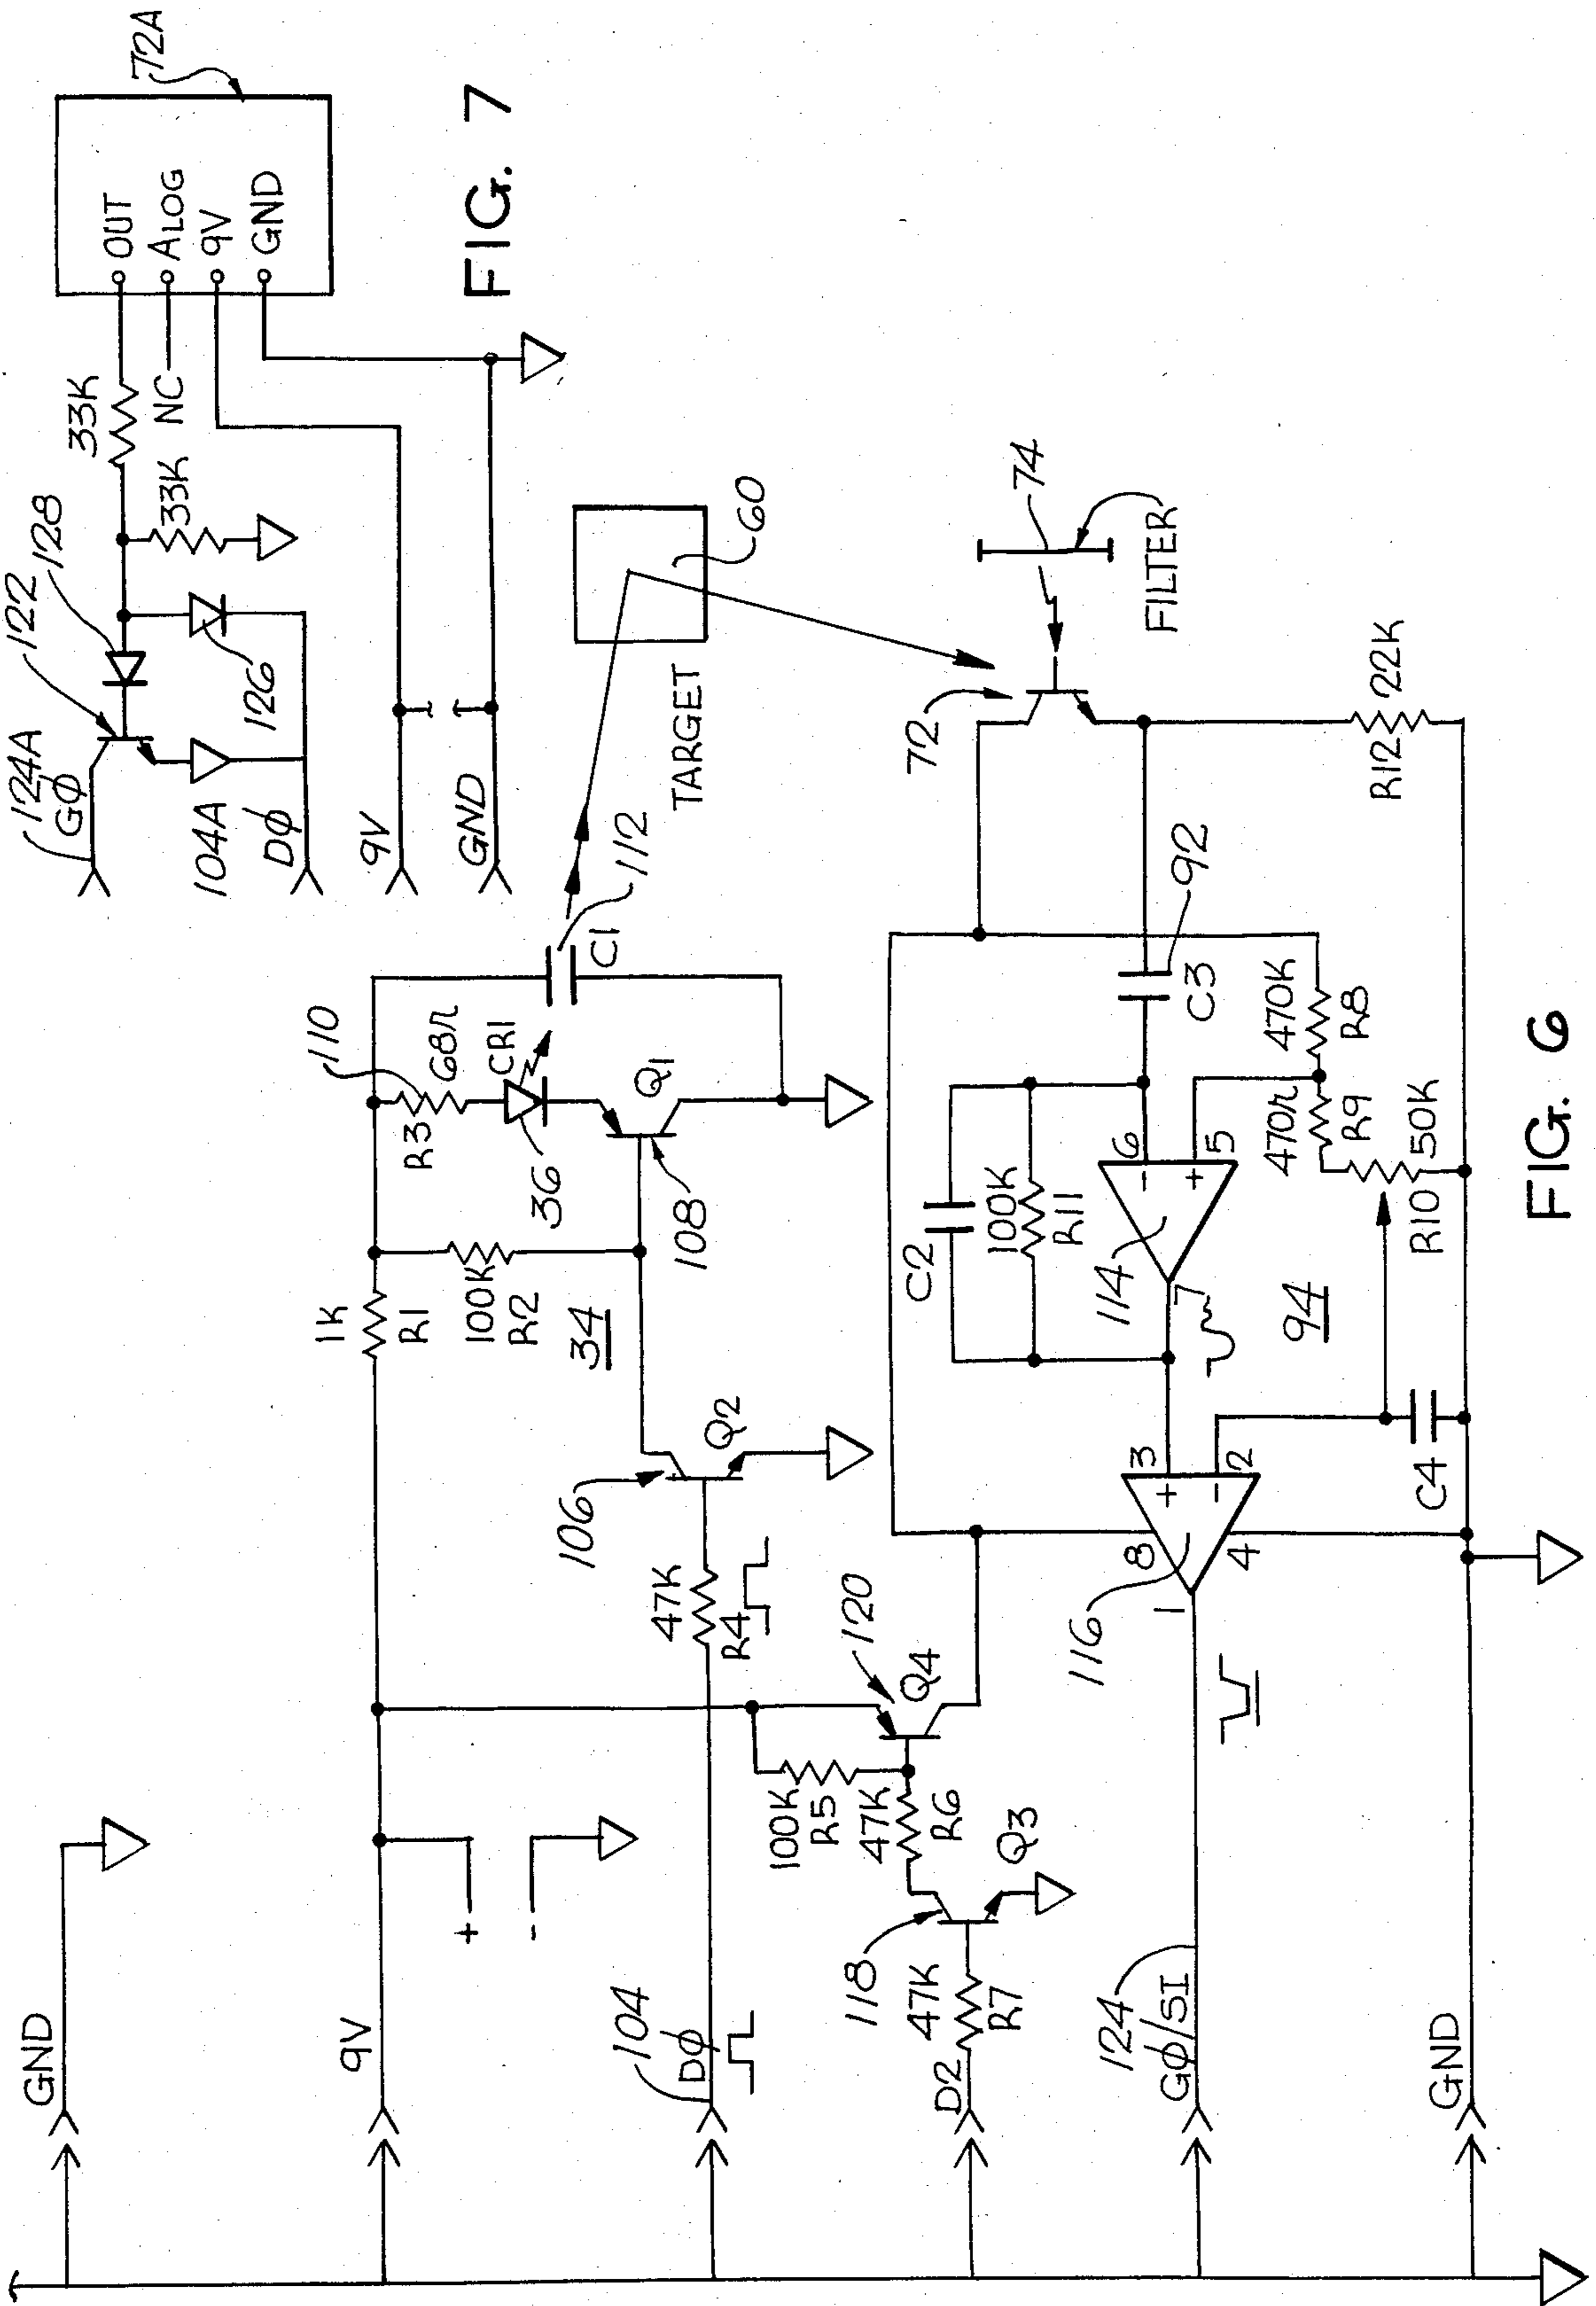 124A
GΦ
122
128
33K
33K
NC
OUT
ALOG
9V
GND
72A
126
104A
DΦ
9V
GND
FIG. 7
GND
9V
+
-
1K
R1
100K
R2
34
110
68r
R3
CR1
36
Q1
108
C1
112
TARGET
60
106
Q2
47K
R4
104
DΦ
120
Q4
100K
R5
47K
R6
Q3
118
47K
R7
D2
72
74
FILTER
C2
100K
R11
C3
92
R12
22K
6
-
5
+
114
7
470K
R8
470r
R9
50K
R10
94
3
+
2
-
8
4
1
116
C4
124
GΦ/SI
GND
FIG. 6